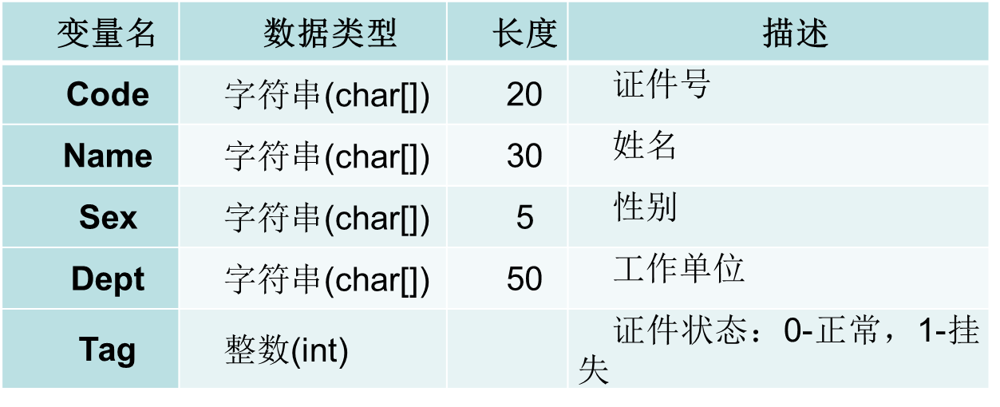 变量名 数据类型 长度 描述
Code 字符串(char[]) 20 证件号
Name 字符串(char[]) 30 姓名
Sex 字符串(char[]) 5 性别
Dept 字符串(char[]) 50 工作单位
Tag 整数(int) 证件状态：0-正常，1-挂
失